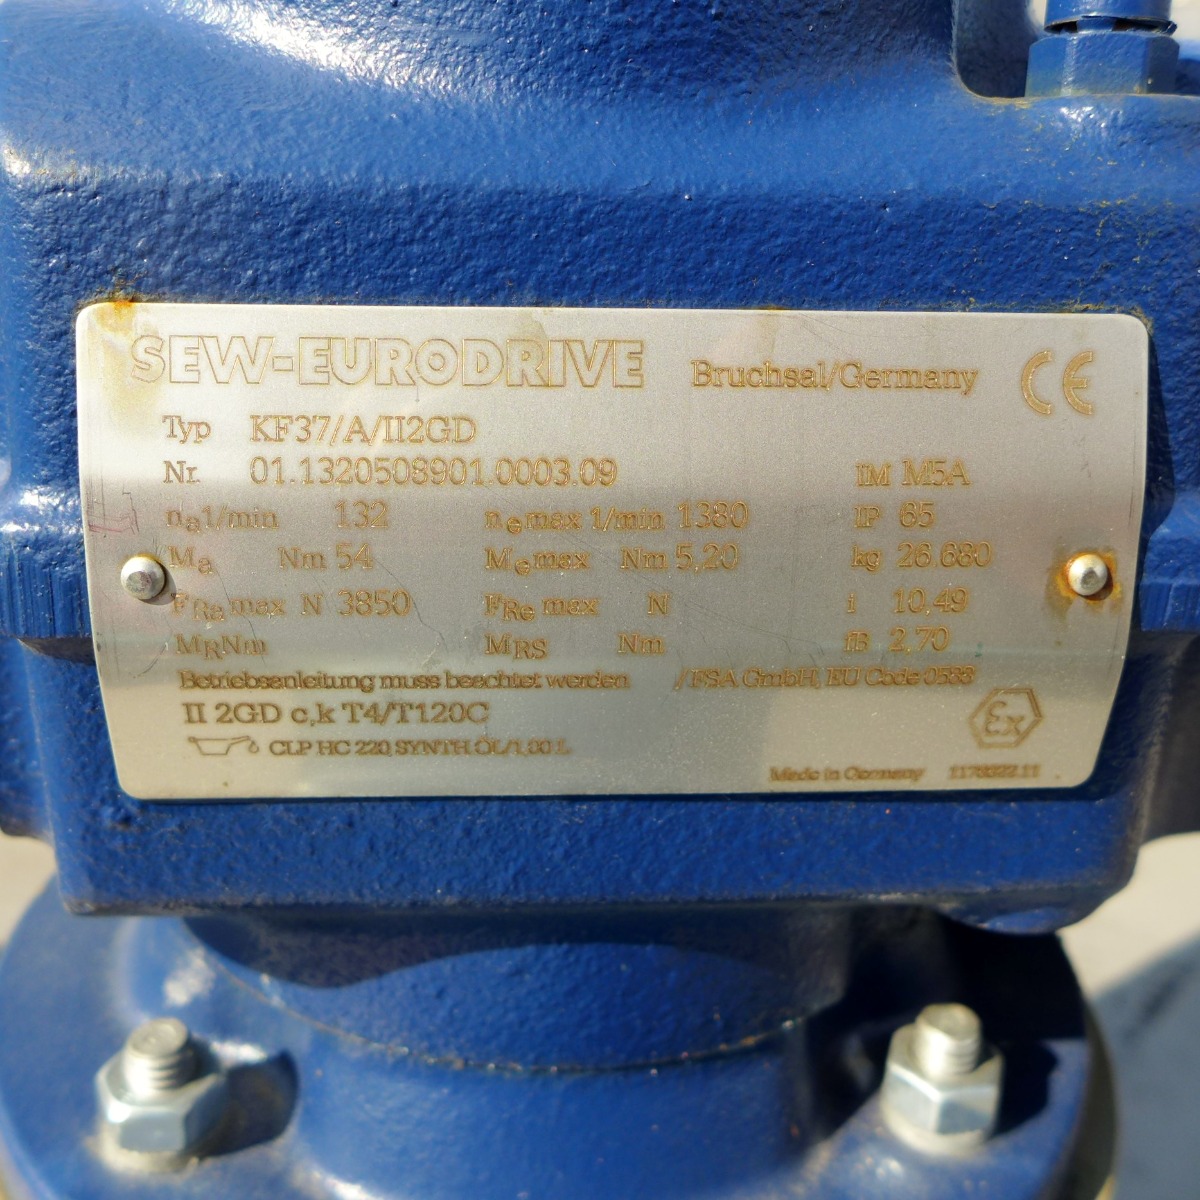 SEW-EURODRIVE Bruchsal/Germany CE
Typ KF37/A/II2GD
Nr. 01.1320508901.0003.09 IM M5A
na 1/min 132 ne max 1/min 1380 IP 65
Ma Nm 54 Me max Nm 5,20 kg 26.680
FRa max N 3850 FRe max N i 10,49
MR Nm MRS Nm fB 2,70
Betriebsanleitung muss beachtet werden /FSA GmbH, EU Code 0588
II 2GD c,k T4/T120C Ex
CLP HC 220 SYNTH.ÖL/1,00 L
Made in Germany